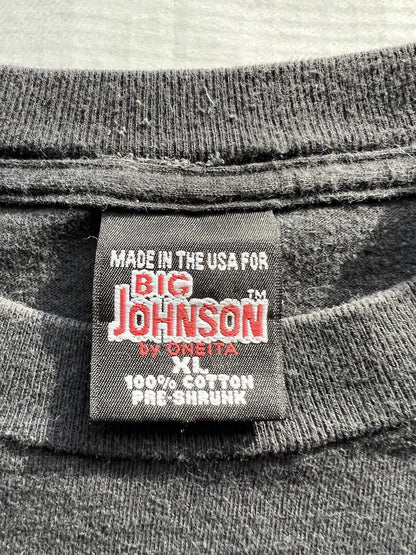 MADE IN THE USA FOR
BIG
JOHNSON™
by ONEITA
XL
100% COTTON
PRE-SHRUNK